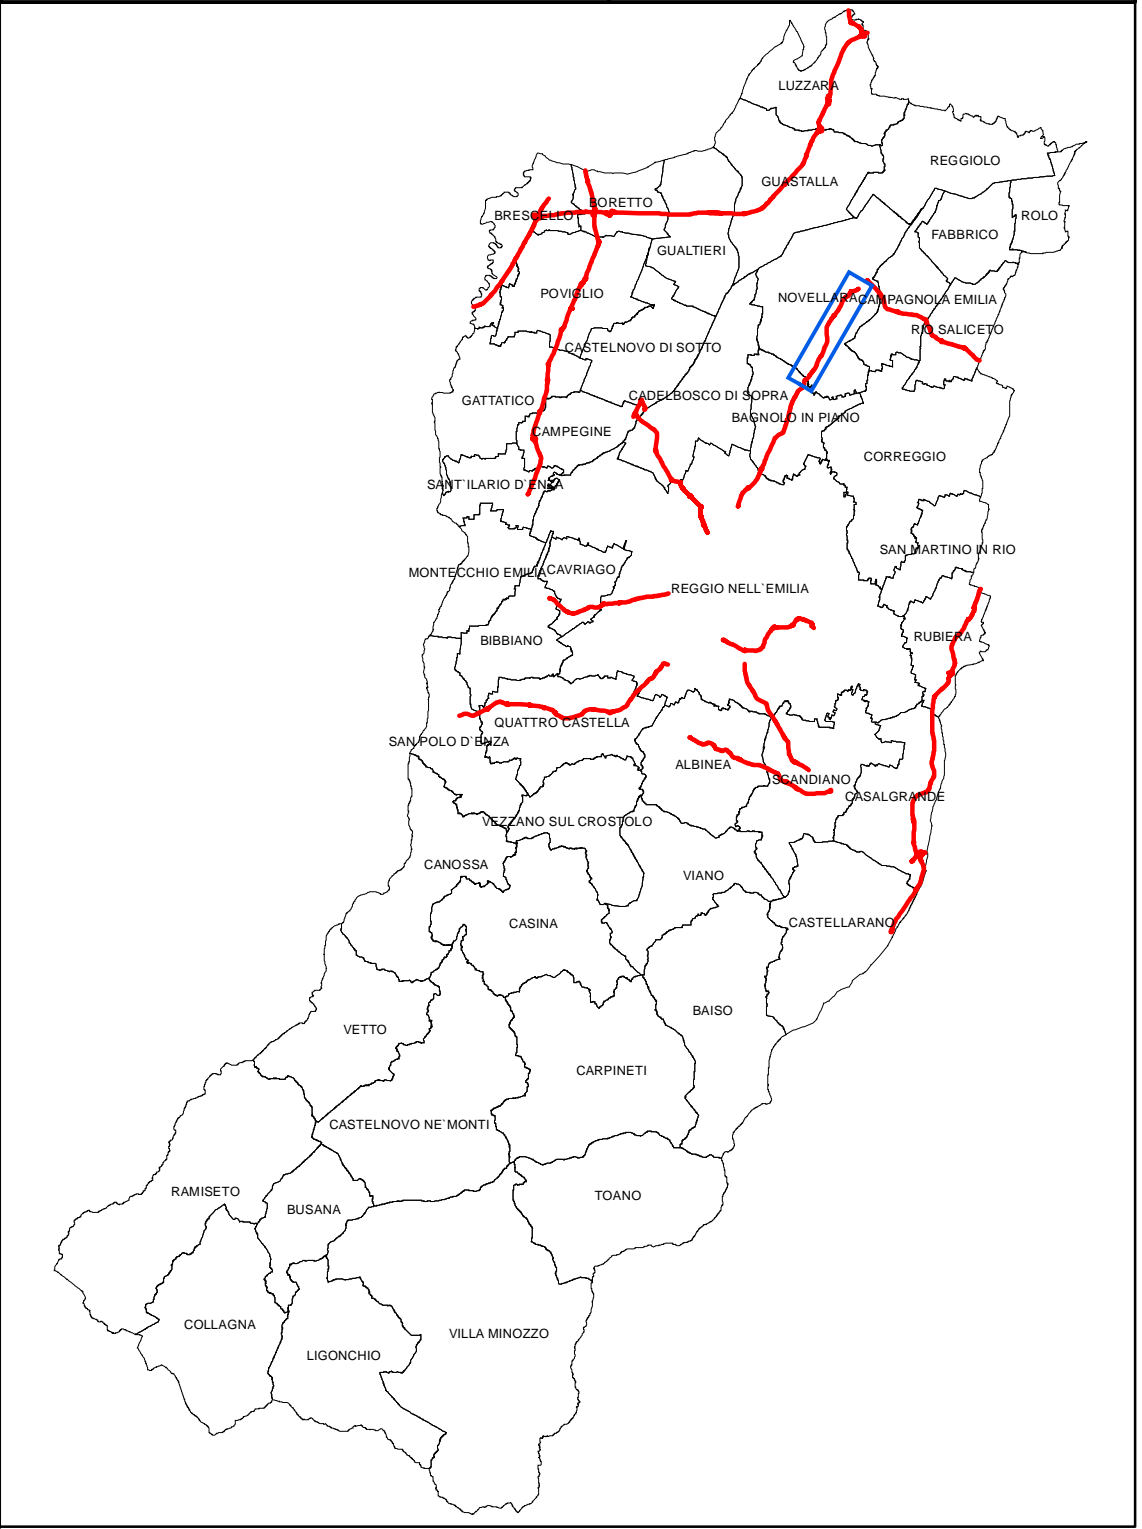 LUZZARA
REGGIOLO
GUASTALLA
BORETTO
BRESCELLO
ROLO
FABBRICO
GUALTIERI
POVIGLIO
NOVELLARA
CAMPAGNOLA EMILIA
RIO SALICETO
CASTELNOVO DI SOTTO
CADELBOSCO DI SOPRA
GATTATICO
BAGNOLO IN PIANO
CAMPEGINE
CORREGGIO
SANT`ILARIO D`ENZA
SAN MARTINO IN RIO
MONTECCHIO EMILIA
CAVRIAGO
REGGIO NELL`EMILIA
BIBBIANO
RUBIERA
QUATTRO CASTELLA
SAN POLO D`ENZA
ALBINEA
SCANDIANO
CASALGRANDE
VEZZANO SUL CROSTOLO
CANOSSA
VIANO
CASINA
CASTELLARANO
BAISO
VETTO
CARPINETI
CASTELNOVO NE`MONTI
RAMISETO
TOANO
BUSANA
COLLAGNA
VILLA MINOZZO
LIGONCHIO